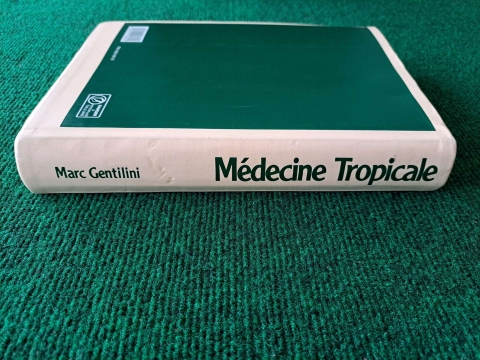 Marc Gentilini
Médecine Tropicale